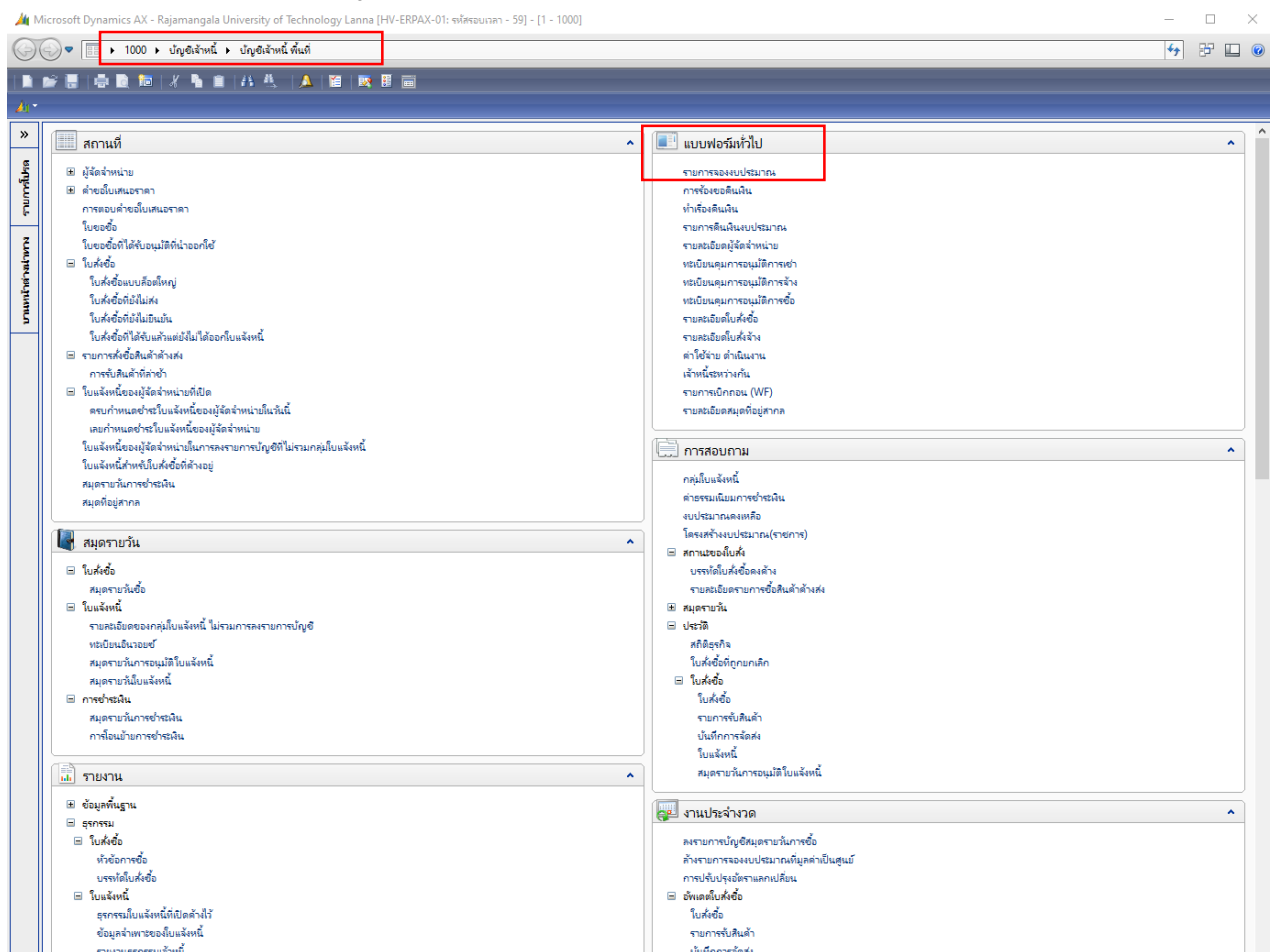 Microsoft Dynamics AX - Rajamangala University of Technology Lanna [HV-ERPAX-01: รหัสรอบเวลา - 59] - [1 - 1000]
1000 ▸ บัญชีเจ้าหนี้ ▸ บัญชีเจ้าหนี้ พื้นที่
รายการโปรด
บานหน้าต่างนำทาง
สถานที่
ผู้จัดจำหน่าย
คำขอใบเสนอราคา
การตอบคำขอใบเสนอราคา
ใบขอซื้อ
ใบขอซื้อที่ได้รับอนุมัติที่นำออกใช้
ใบสั่งซื้อ
ใบสั่งซื้อแบบล็อตใหญ่
ใบสั่งซื้อที่ยังไม่ส่ง
ใบสั่งซื้อที่ยังไม่ยืนยัน
ใบสั่งซื้อที่ได้รับแล้วแต่ยังไม่ได้ออกใบแจ้งหนี้
รายการสั่งซื้อสินค้าค้างส่ง
การรับสินค้าที่ล่าช้า
ใบแจ้งหนี้ของผู้จัดจำหน่ายที่เปิด
ครบกำหนดชำระใบแจ้งหนี้ของผู้จัดจำหน่ายในวันนี้
เลยกำหนดชำระใบแจ้งหนี้ของผู้จัดจำหน่าย
ใบแจ้งหนี้ของผู้จัดจำหน่ายในการลงรายการบัญชีที่ไม่รวมกลุ่มใบแจ้งหนี้
ใบแจ้งหนี้สำหรับใบสั่งซื้อที่ค้างอยู่
สมุดรายวันการชำระเงิน
สมุดที่อยู่สากล
สมุดรายวัน
ใบสั่งซื้อ
สมุดรายวันซื้อ
ใบแจ้งหนี้
รายละเอียดของกลุ่มใบแจ้งหนี้ ไม่รวมการลงรายการบัญชี
ทะเบียนอินวอยซ์
สมุดรายวันการอนุมัติใบแจ้งหนี้
สมุดรายวันใบแจ้งหนี้
การชำระเงิน
สมุดรายวันการชำระเงิน
การโอนย้ายการชำระเงิน
รายงาน
ข้อมูลพื้นฐาน
ธุรกรรม
ใบสั่งซื้อ
หัวข้อการซื้อ
บรรทัดใบสั่งซื้อ
ใบแจ้งหนี้
ธุรกรรมใบแจ้งหนี้ที่เปิดค้างไว้
ข้อมูลจำเพาะของใบแจ้งหนี้
รายงานธุรกรรมเจ้าหนี้
แบบฟอร์มทั่วไป
รายการจองงบประมาณ
การร้องขอคืนเงิน
ทำเรื่องคืนเงิน
รายการคืนเงินงบประมาณ
รายละเอียดผู้จัดจำหน่าย
ทะเบียนคุมการอนุมัติการเช่า
ทะเบียนคุมการอนุมัติการจ้าง
ทะเบียนคุมการอนุมัติการซื้อ
รายละเอียดใบสั่งซื้อ
รายละเอียดใบสั่งจ้าง
ค่าใช้จ่าย ดำเนินงาน
เจ้าหนี้ระหว่างกัน
รายการเบิกถอน (WF)
รายละเอียดสมุดที่อยู่สากล
การสอบถาม
กลุ่มใบแจ้งหนี้
ค่าธรรมเนียมการชำระเงิน
งบประมาณคงเหลือ
โครงสร้างงบประมาณ(รายการ)
สถานะของใบสั่ง
บรรทัดใบสั่งซื้อคงค้าง
รายละเอียดรายการซื้อสินค้าค้างส่ง
สมุดรายวัน
ประวัติ
สถิติธุรกิจ
ใบสั่งซื้อที่ถูกยกเลิก
ใบสั่งซื้อ
ใบสั่งซื้อ
รายการรับสินค้า
บันทึกการจัดส่ง
ใบแจ้งหนี้
สมุดรายวันการอนุมัติใบแจ้งหนี้
งานประจำงวด
ลงรายการบัญชีสมุดรายวันการซื้อ
ล้างรายการจองงบประมาณที่มูลค่าเป็นศูนย์
การปรับปรุงอัตราแลกเปลี่ยน
อัพเดตใบสั่งซื้อ
ใบสั่งซื้อ
รายการรับสินค้า
บันทึกการจัดส่ง